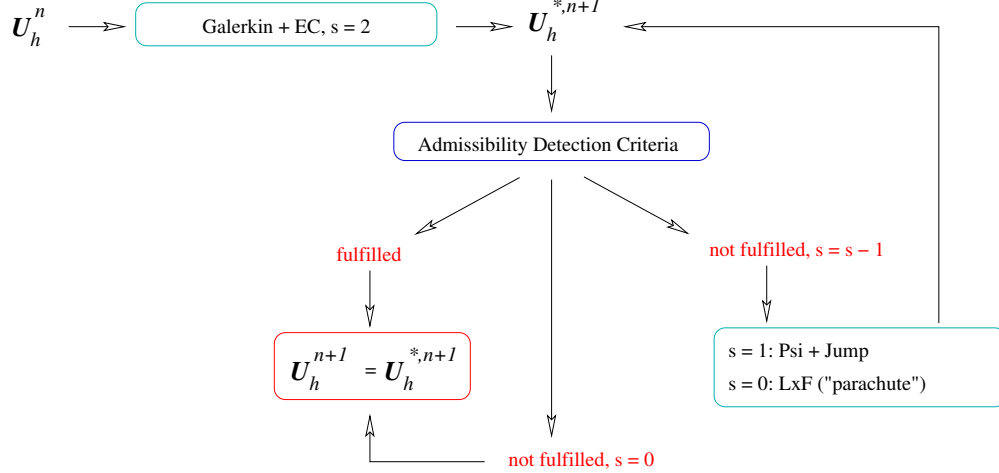 U_h^n
Galerkin + EC, s = 2
U_h^{*,n+1}
Admissibility Detection Criteria
fulfilled
not fulfilled, s = s − 1
U_h^{n+1} = U_h^{*,n+1}
s = 1: Psi + Jump
s = 0: LxF ("parachute")
not fulfilled, s = 0